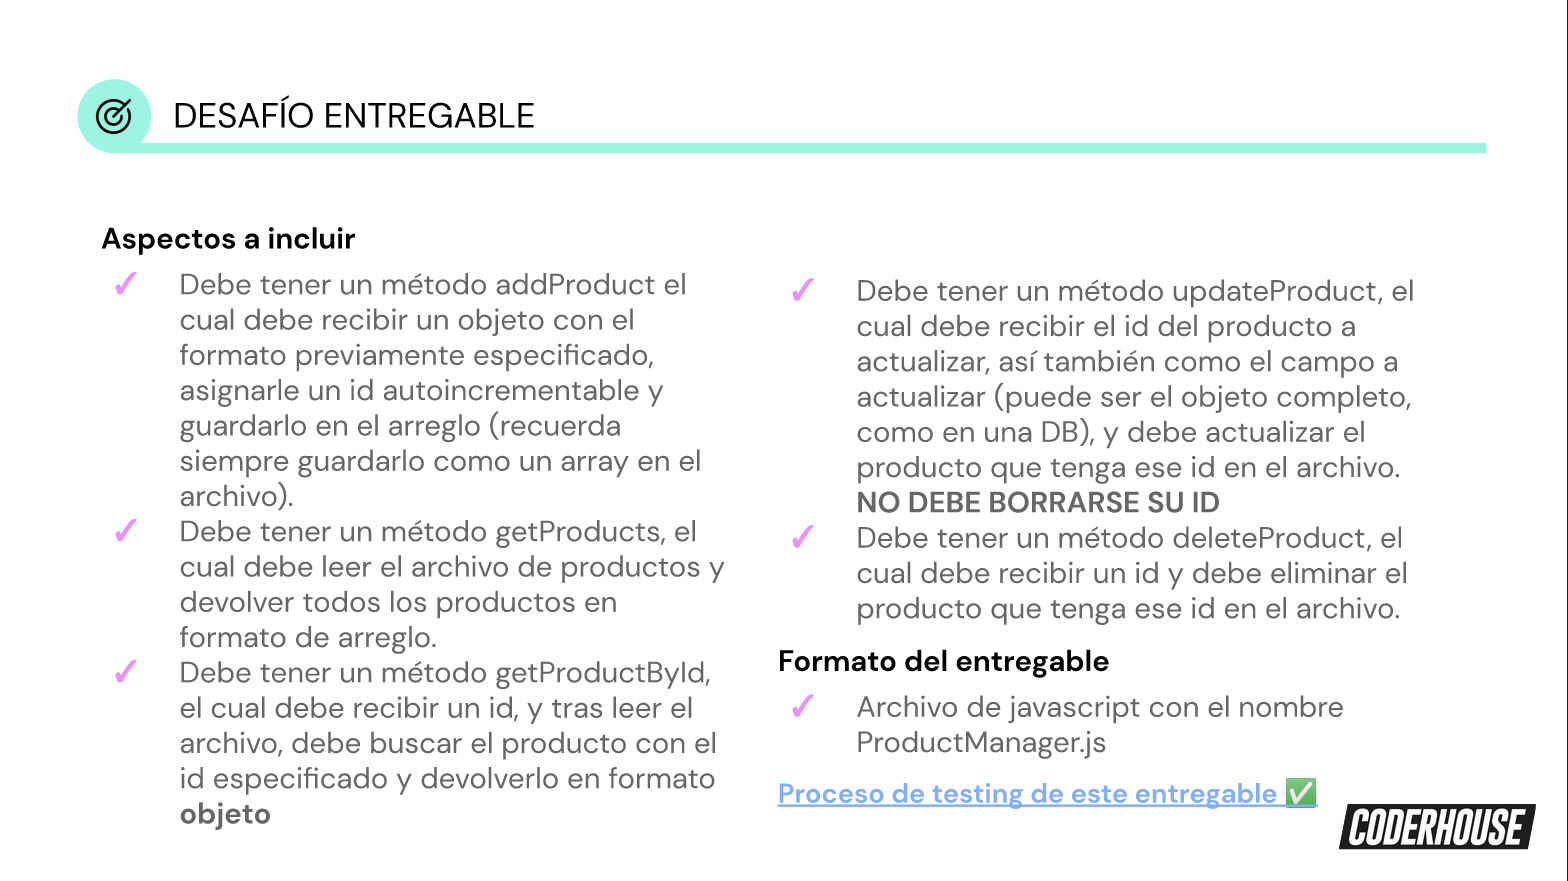 DESAFÍO ENTREGABLE
Aspectos a incluir
✓ Debe tener un método addProduct el
cual debe recibir un objeto con el
formato previamente especificado,
asignarle un id autoincrementable y
guardarlo en el arreglo (recuerda
siempre guardarlo como un array en el
archivo).
✓ Debe tener un método getProducts, el
cual debe leer el archivo de productos y
devolver todos los productos en
formato de arreglo.
✓ Debe tener un método getProductById,
el cual debe recibir un id, y tras leer el
archivo, debe buscar el producto con el
id especificado y devolverlo en formato
objeto
✓ Debe tener un método updateProduct, el
cual debe recibir el id del producto a
actualizar, así también como el campo a
actualizar (puede ser el objeto completo,
como en una DB), y debe actualizar el
producto que tenga ese id en el archivo.
NO DEBE BORRARSE SU ID
✓ Debe tener un método deleteProduct, el
cual debe recibir un id y debe eliminar el
producto que tenga ese id en el archivo.
Formato del entregable
✓ Archivo de javascript con el nombre
ProductManager.js
Proceso de testing de este entregable ✅
CODERHOUSE